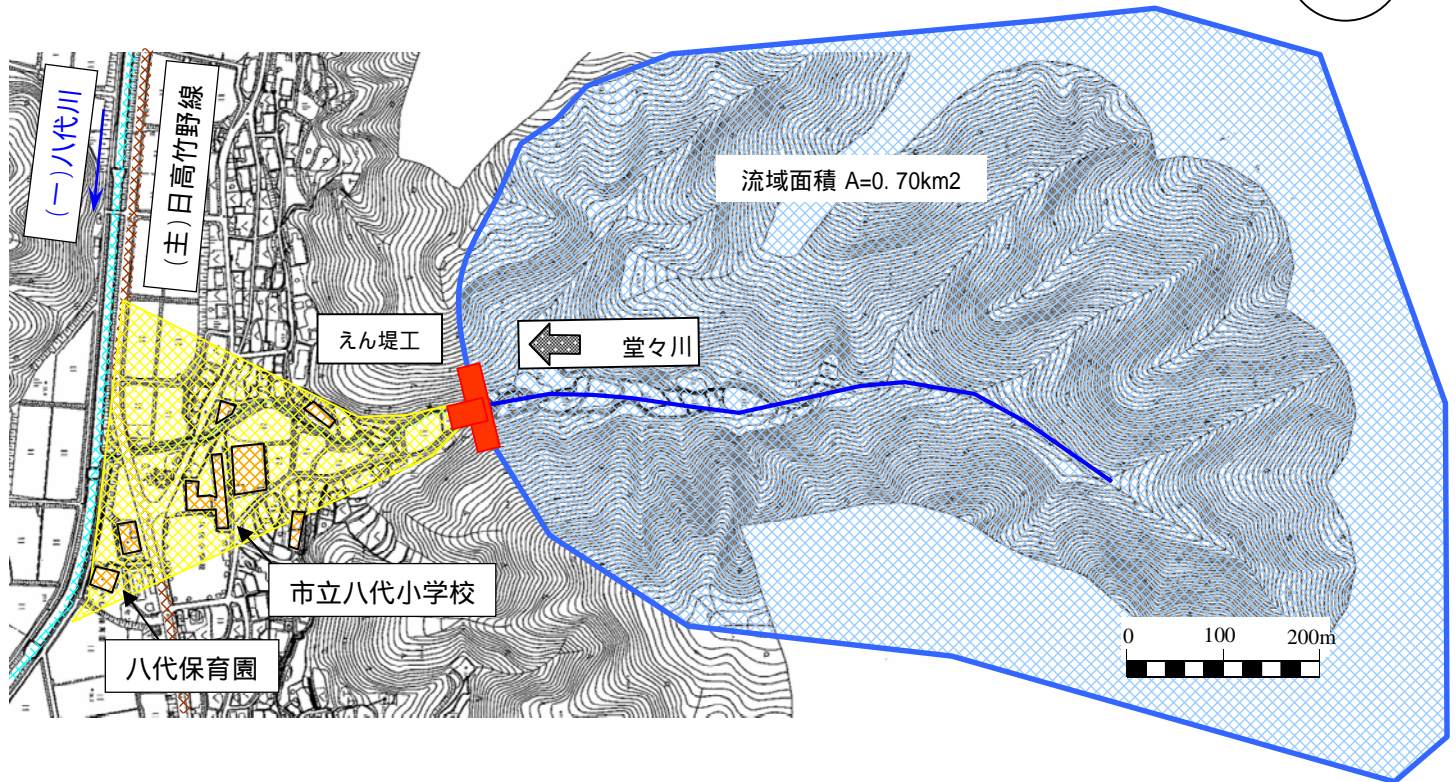 (一)八代川
(主)日高竹野線
流域面積 A=0.70km2
えん堤工
堂々川
市立八代小学校
八代保育園
0 100 200m